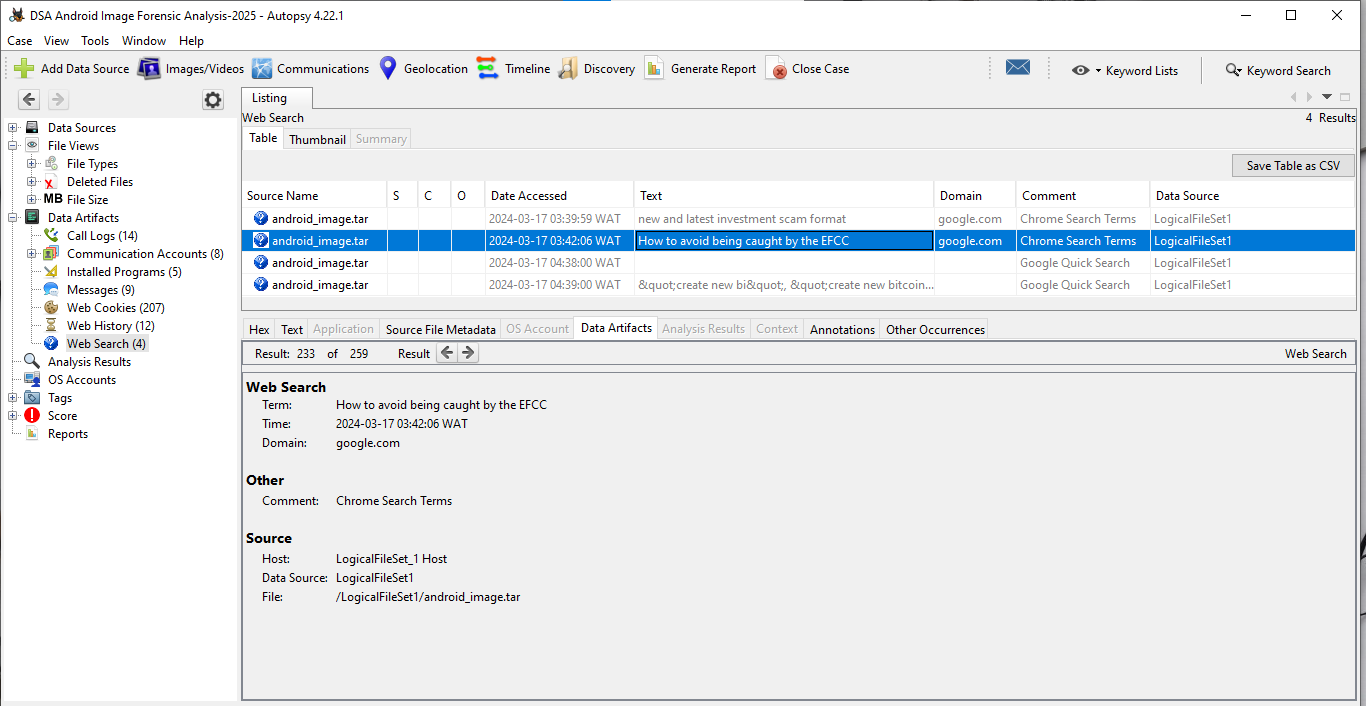 DSA Android Image Forensic Analysis-2025 - Autopsy 4.22.1
Case View Tools Window Help
Add Data Source Images/Videos Communications Geolocation Timeline Discovery Generate Report Close Case Keyword Lists Keyword Search
Data Sources
File Views
File Types
Deleted Files
MB File Size
Data Artifacts
Call Logs (14)
Communication Accounts (8)
Installed Programs (5)
Messages (9)
Web Cookies (207)
Web History (12)
Web Search (4)
Analysis Results
OS Accounts
Tags
Score
Reports
Listing
Web Search 4 Results
Table Thumbnail Summary
Save Table as CSV
Source Name S C O Date Accessed Text Domain Comment Data Source
android_image.tar 2024-03-17 03:39:59 WAT new and latest investment scam format google.com Chrome Search Terms LogicalFileSet1
android_image.tar 2024-03-17 03:42:06 WAT How to avoid being caught by the EFCC google.com Chrome Search Terms LogicalFileSet1
android_image.tar 2024-03-17 04:38:00 WAT Google Quick Search LogicalFileSet1
android_image.tar 2024-03-17 04:39:00 WAT &quot;create new bi&quot;, &quot;create new bitcoin... Google Quick Search LogicalFileSet1
Hex Text Application Source File Metadata OS Account Data Artifacts Analysis Results Context Annotations Other Occurrences
Result: 233 of 259 Result Web Search
Web Search
Term: How to avoid being caught by the EFCC
Time: 2024-03-17 03:42:06 WAT
Domain: google.com
Other
Comment: Chrome Search Terms
Source
Host: LogicalFileSet_1 Host
Data Source: LogicalFileSet1
File: /LogicalFileSet1/android_image.tar